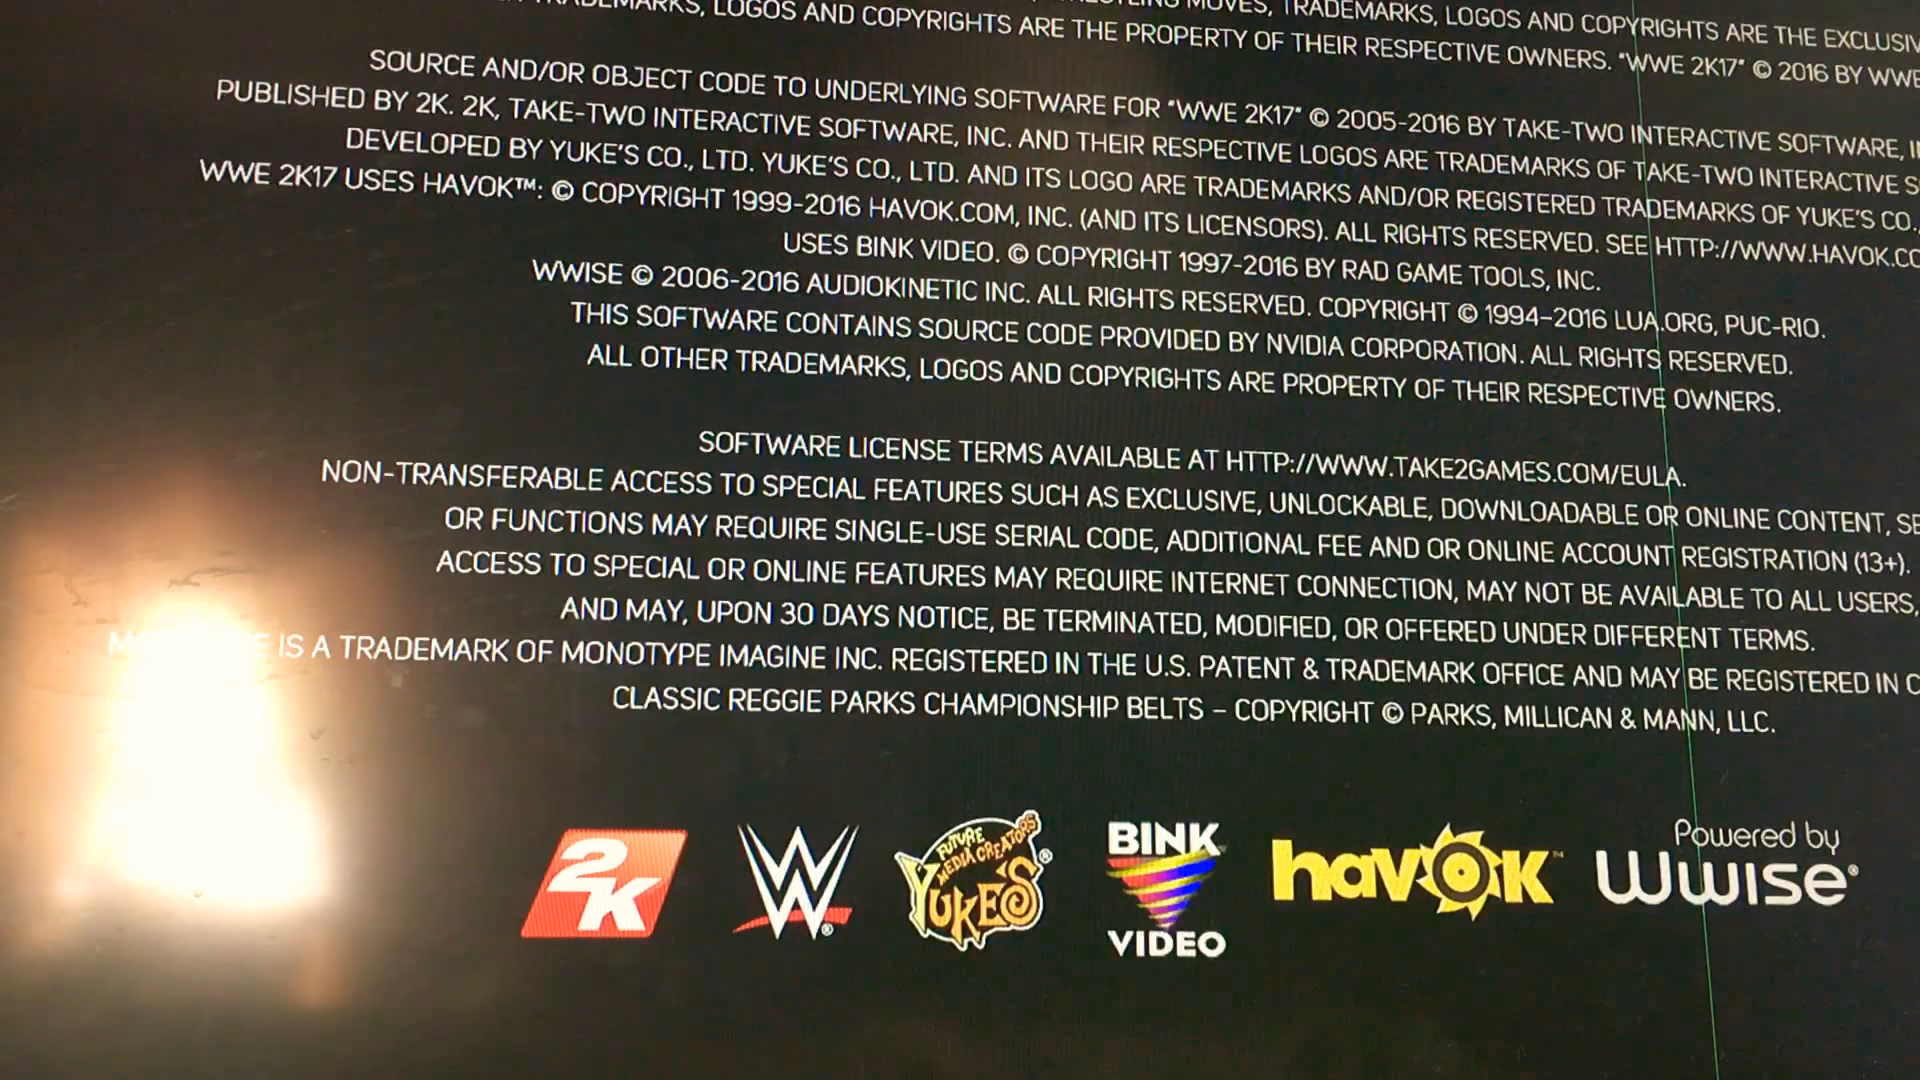 TRADEMARKS, LOGOS AND COPYRIGHTS ARE THE EXCLUSIV
LOGOS AND COPYRIGHTS ARE THE PROPERTY OF THEIR RESPECTIVE OWNERS. "WWE 2K17" © 2016 BY WWE
SOURCE AND/OR OBJECT CODE TO UNDERLYING SOFTWARE FOR "WWE 2K17" © 2005-2016 BY TAKE-TWO INTERACTIVE SOFTWARE,
PUBLISHED BY 2K. 2K, TAKE-TWO INTERACTIVE SOFTWARE, INC. AND THEIR RESPECTIVE LOGOS ARE TRADEMARKS OF TAKE-TWO INTERACTIVE S
DEVELOPED BY YUKE'S CO., LTD. YUKE'S CO., LTD. AND ITS LOGO ARE TRADEMARKS AND/OR REGISTERED TRADEMARKS OF YUKE'S CO.,
WWE 2K17 USES HAVOK™: © COPYRIGHT 1999-2016 HAVOK.COM, INC. (AND ITS LICENSORS). ALL RIGHTS RESERVED. SEE HTTP://WWW.HAVOK.CO
USES BINK VIDEO. © COPYRIGHT 1997-2016 BY RAD GAME TOOLS, INC.
WWISE © 2006-2016 AUDIOKINETIC INC. ALL RIGHTS RESERVED. COPYRIGHT © 1994-2016 LUA.ORG, PUC-RIO.
THIS SOFTWARE CONTAINS SOURCE CODE PROVIDED BY NVIDIA CORPORATION. ALL RIGHTS RESERVED.
ALL OTHER TRADEMARKS, LOGOS AND COPYRIGHTS ARE PROPERTY OF THEIR RESPECTIVE OWNERS.
SOFTWARE LICENSE TERMS AVAILABLE AT HTTP://WWW.TAKE2GAMES.COM/EULA.
NON-TRANSFERABLE ACCESS TO SPECIAL FEATURES SUCH AS EXCLUSIVE, UNLOCKABLE, DOWNLOADABLE OR ONLINE CONTENT, SE
OR FUNCTIONS MAY REQUIRE SINGLE-USE SERIAL CODE, ADDITIONAL FEE AND OR ONLINE ACCOUNT REGISTRATION (13+).
ACCESS TO SPECIAL OR ONLINE FEATURES MAY REQUIRE INTERNET CONNECTION, MAY NOT BE AVAILABLE TO ALL USERS,
AND MAY, UPON 30 DAYS NOTICE, BE TERMINATED, MODIFIED, OR OFFERED UNDER DIFFERENT TERMS.
IS A TRADEMARK OF MONOTYPE IMAGINE INC. REGISTERED IN THE U.S. PATENT & TRADEMARK OFFICE AND MAY BE REGISTERED IN C
CLASSIC REGGIE PARKS CHAMPIONSHIP BELTS – COPYRIGHT © PARKS, MILLICAN & MANN, LLC.
2K
W
FUTURE MEDIA CREATORS YUKE'S
BINK VIDEO
havok
Powered by
Wwise